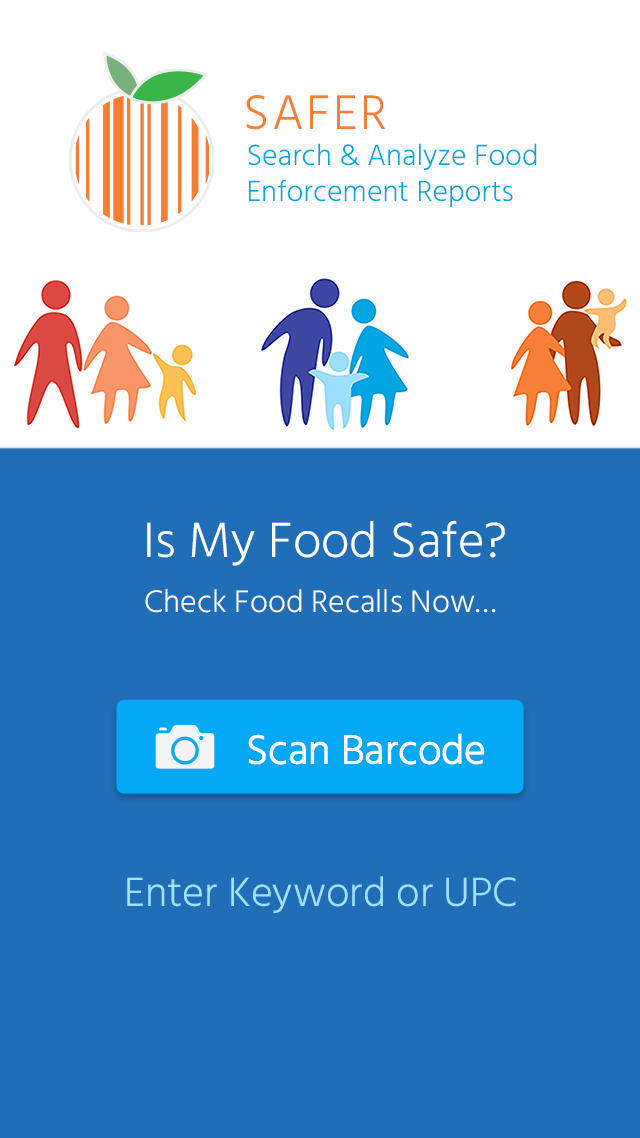 SAFER
Search & Analyze Food
Enforcement Reports
Is My Food Safe?
Check Food Recalls Now...
Scan Barcode
Enter Keyword or UPC